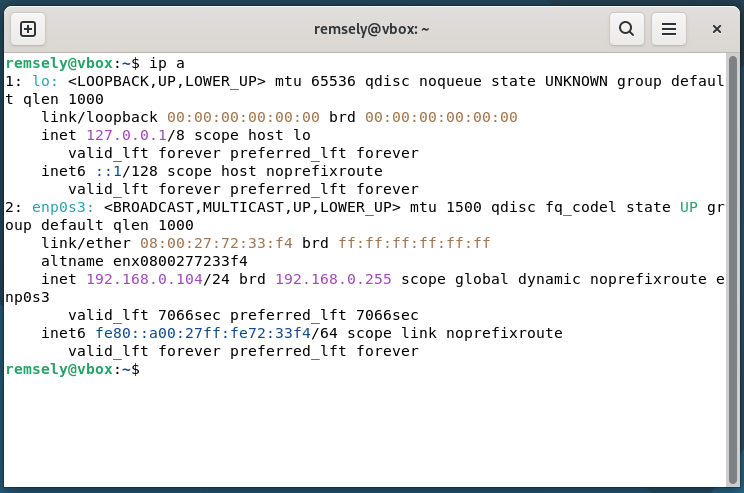 remsely@vbox: ~
remsely@vbox:~$ ip a
1: lo: <LOOPBACK,UP,LOWER_UP> mtu 65536 qdisc noqueue state UNKNOWN group defaul
t qlen 1000
    link/loopback 00:00:00:00:00:00 brd 00:00:00:00:00:00
    inet 127.0.0.1/8 scope host lo
       valid_lft forever preferred_lft forever
    inet6 ::1/128 scope host noprefixroute
       valid_lft forever preferred_lft forever
2: enp0s3: <BROADCAST,MULTICAST,UP,LOWER_UP> mtu 1500 qdisc fq_codel state UP gr
oup default qlen 1000
    link/ether 08:00:27:72:33:f4 brd ff:ff:ff:ff:ff:ff
    altname enx0800277233f4
    inet 192.168.0.104/24 brd 192.168.0.255 scope global dynamic noprefixroute e
np0s3
       valid_lft 7066sec preferred_lft 7066sec
    inet6 fe80::a00:27ff:fe72:33f4/64 scope link noprefixroute
       valid_lft forever preferred_lft forever
remsely@vbox:~$